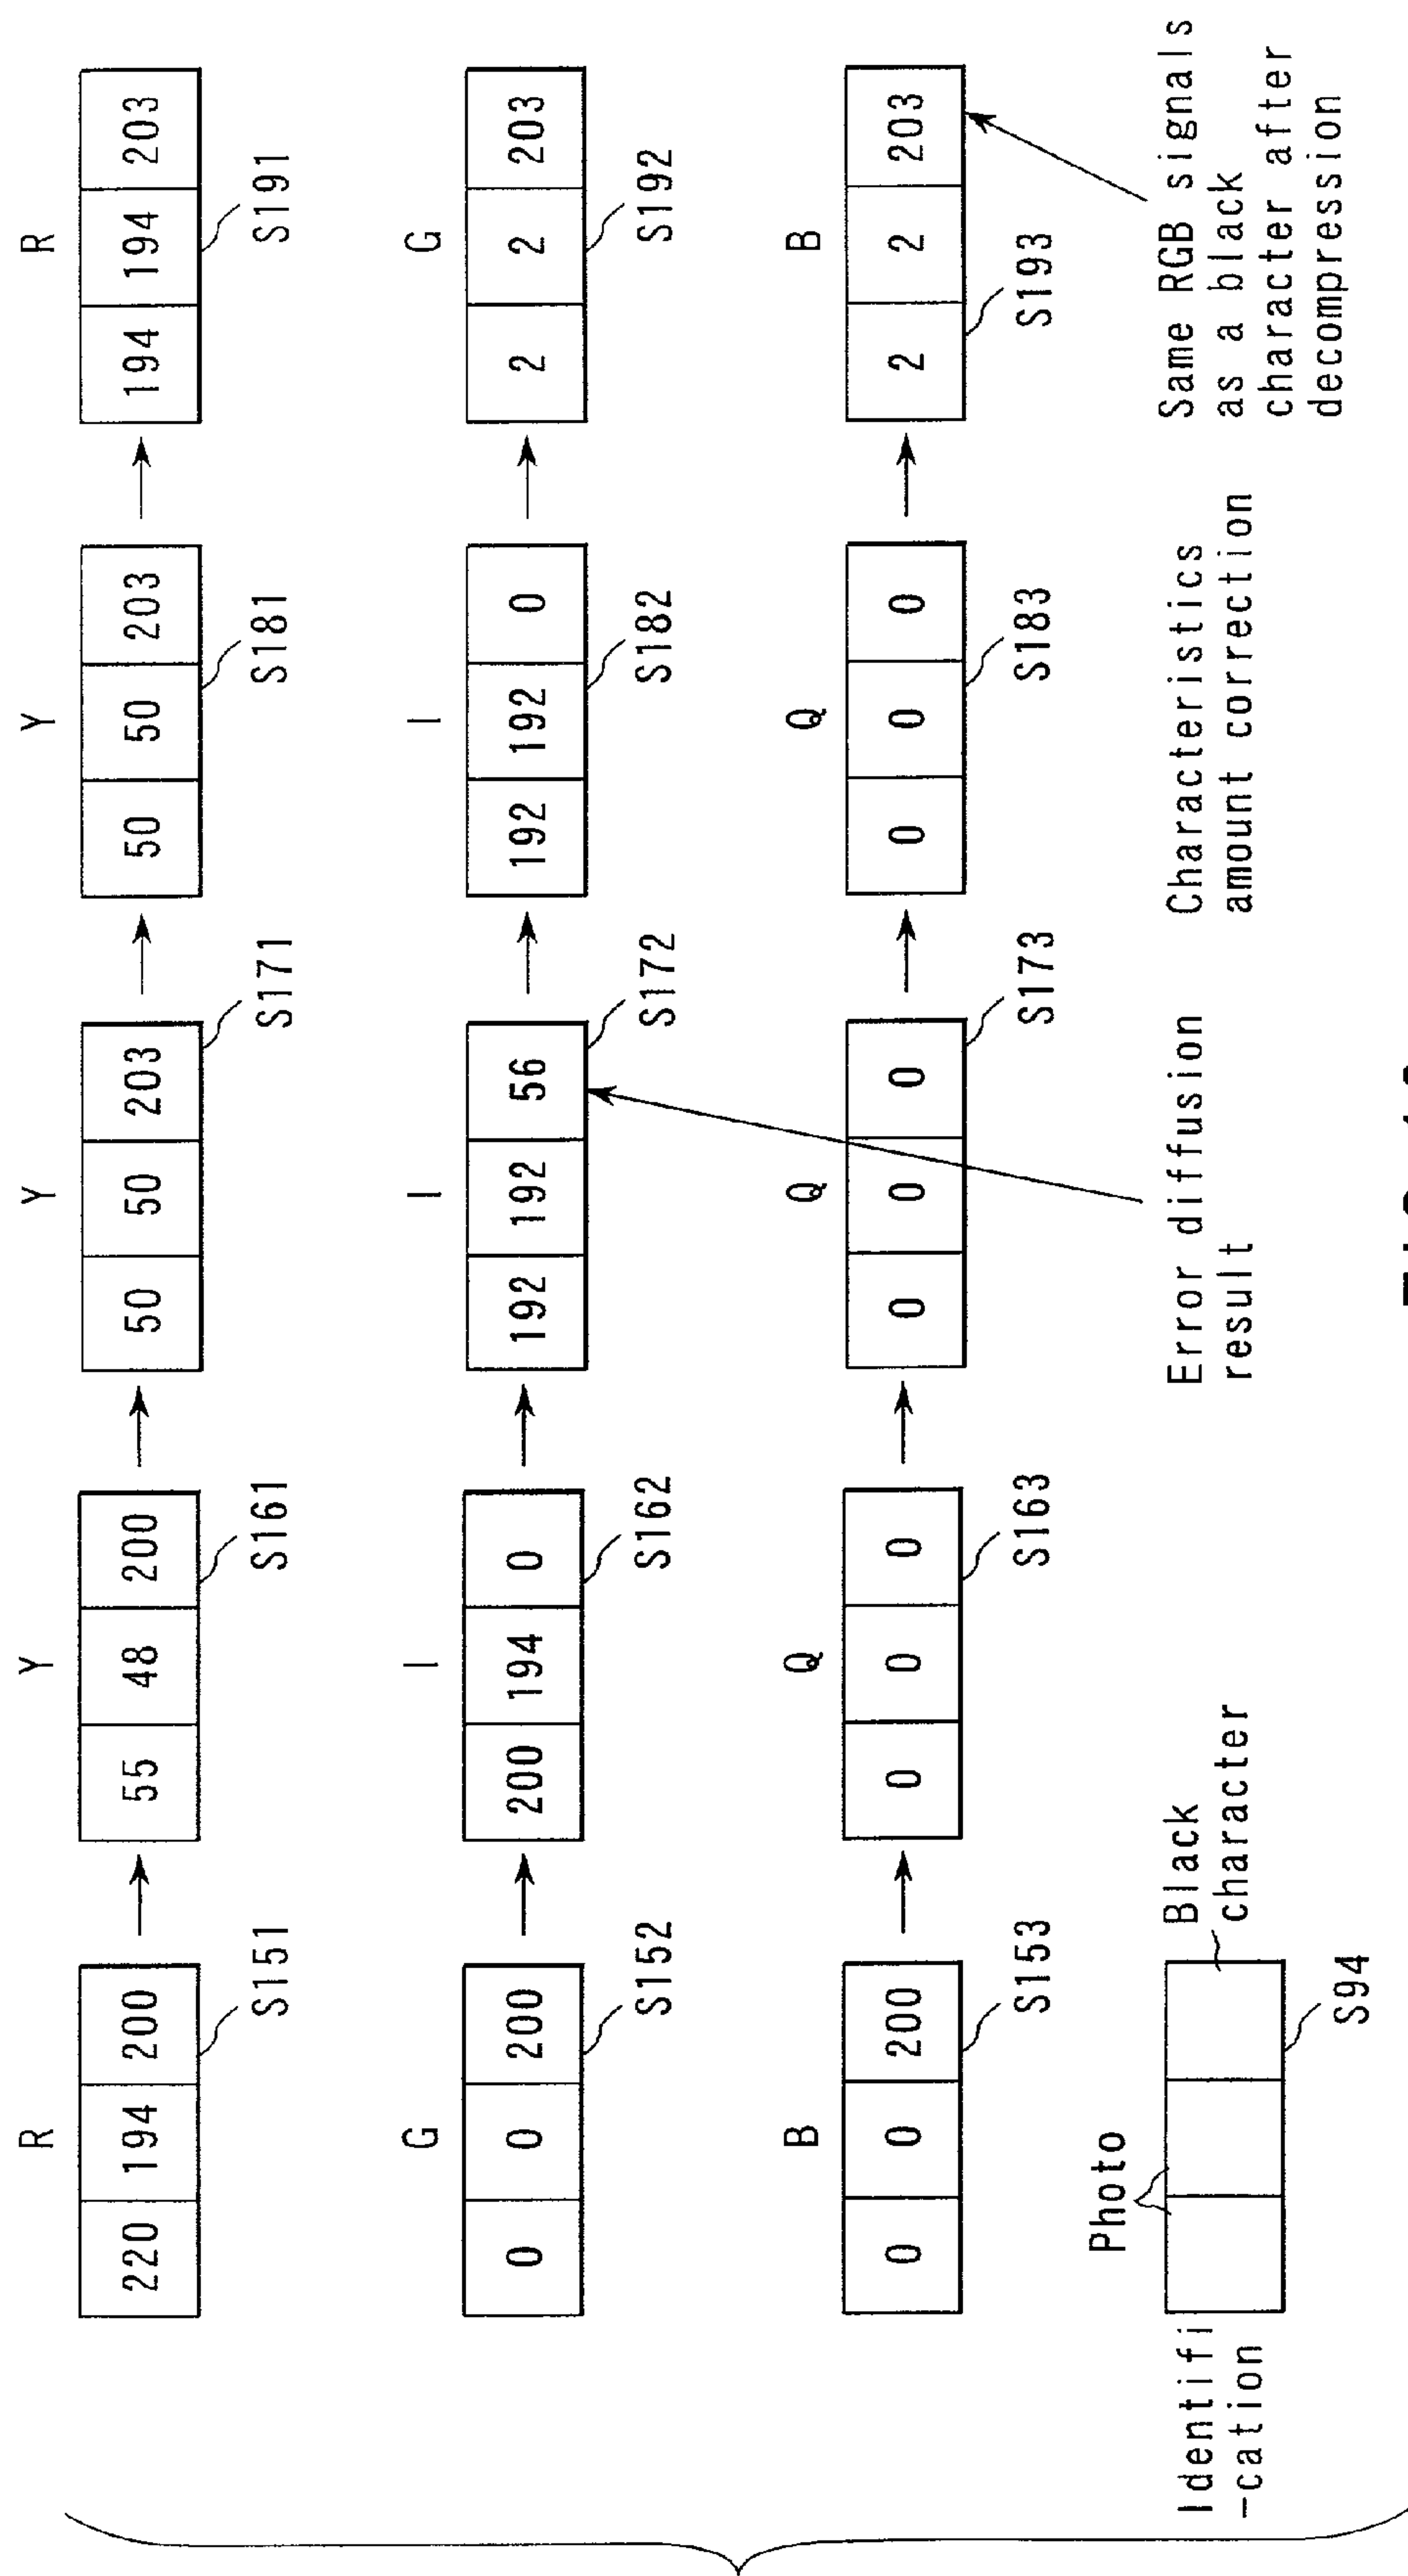 R
220 194 200
S151
Y
55 48 200
S161
Y
50 50 203
S171
Y
50 50 203
S181
R
194 194 203
S191
G
0 0 200
S152
I
200 194 0
S162
I
192 192 56
S172
I
192 192 0
S182
G
2 2 203
S192
B
0 0 200
S153
Q
0 0 0
S163
Q
0 0 0
S173
Q
0 0 0
S183
B
2 2 203
S193
Identifi
-cation
Photo
Black
character
S94
Error diffusion
result
Characteristics
amount correction
Same RGB signals
as a black
character after
decompression